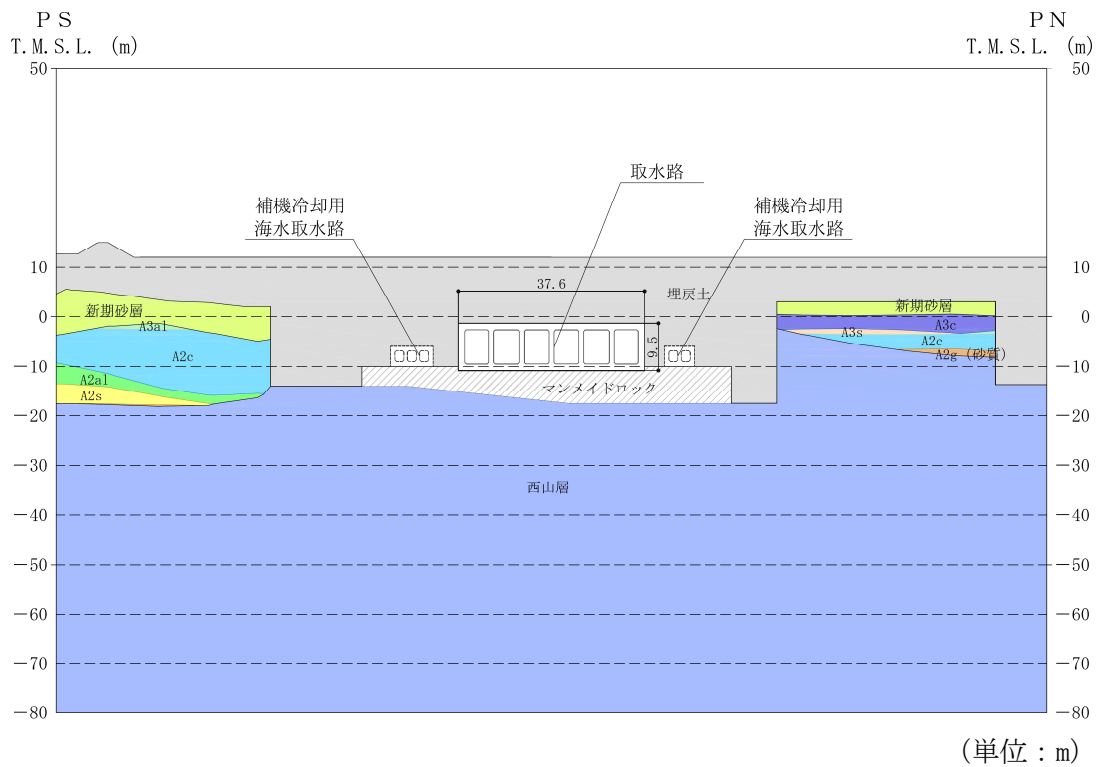 PS
PN
T.M.S.L. (m)
T.M.S.L. (m)
50
50
取水路
補機冷却用
海水取水路
補機冷却用
海水取水路
10
10
37.6
埋戻土
新期砂層
新期砂層
0
0
A3al
A3s
A3c
9.5
A2c
A2c
A2g (砂質)
-10
-10
A2al
マンメイドロック
A2s
-20
-20
-30
-30
西山層
-40
-40
-50
-50
-60
-60
-70
-70
-80
-80
(単位：m)